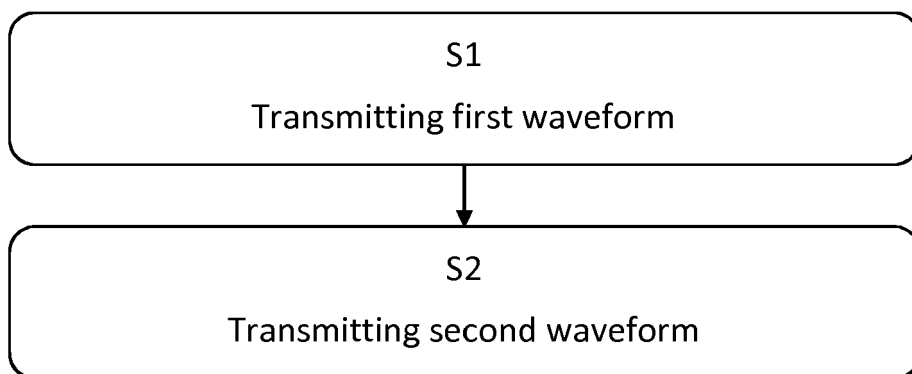 S1
Transmitting first waveform
S2
Transmitting second waveform